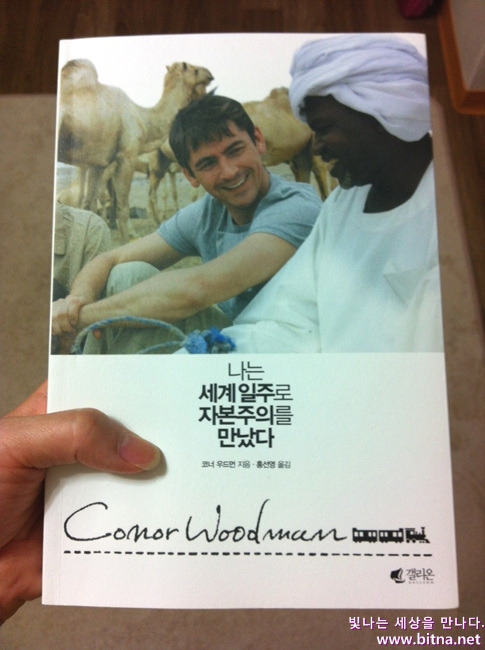 나는
세계 일주로
자본주의를
만났다
코너 우드먼 지음 · 홍선영 옮김
Conor Woodman
갤리온
GALLEON
빛나는 세상을 만나다.
www.bitna.net